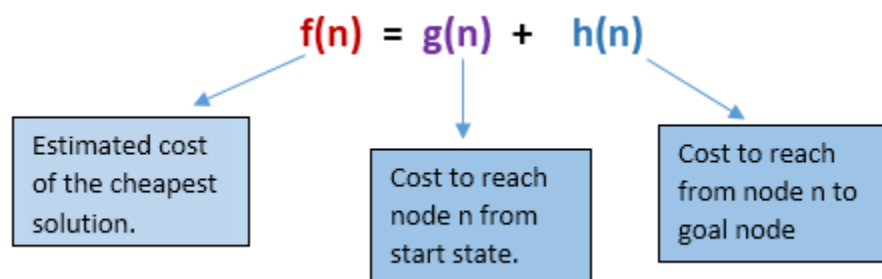 f(n) = g(n) + h(n)
Estimated cost
of the cheapest
solution.
Cost to reach
node n from
start state.
Cost to reach
from node n to
goal node